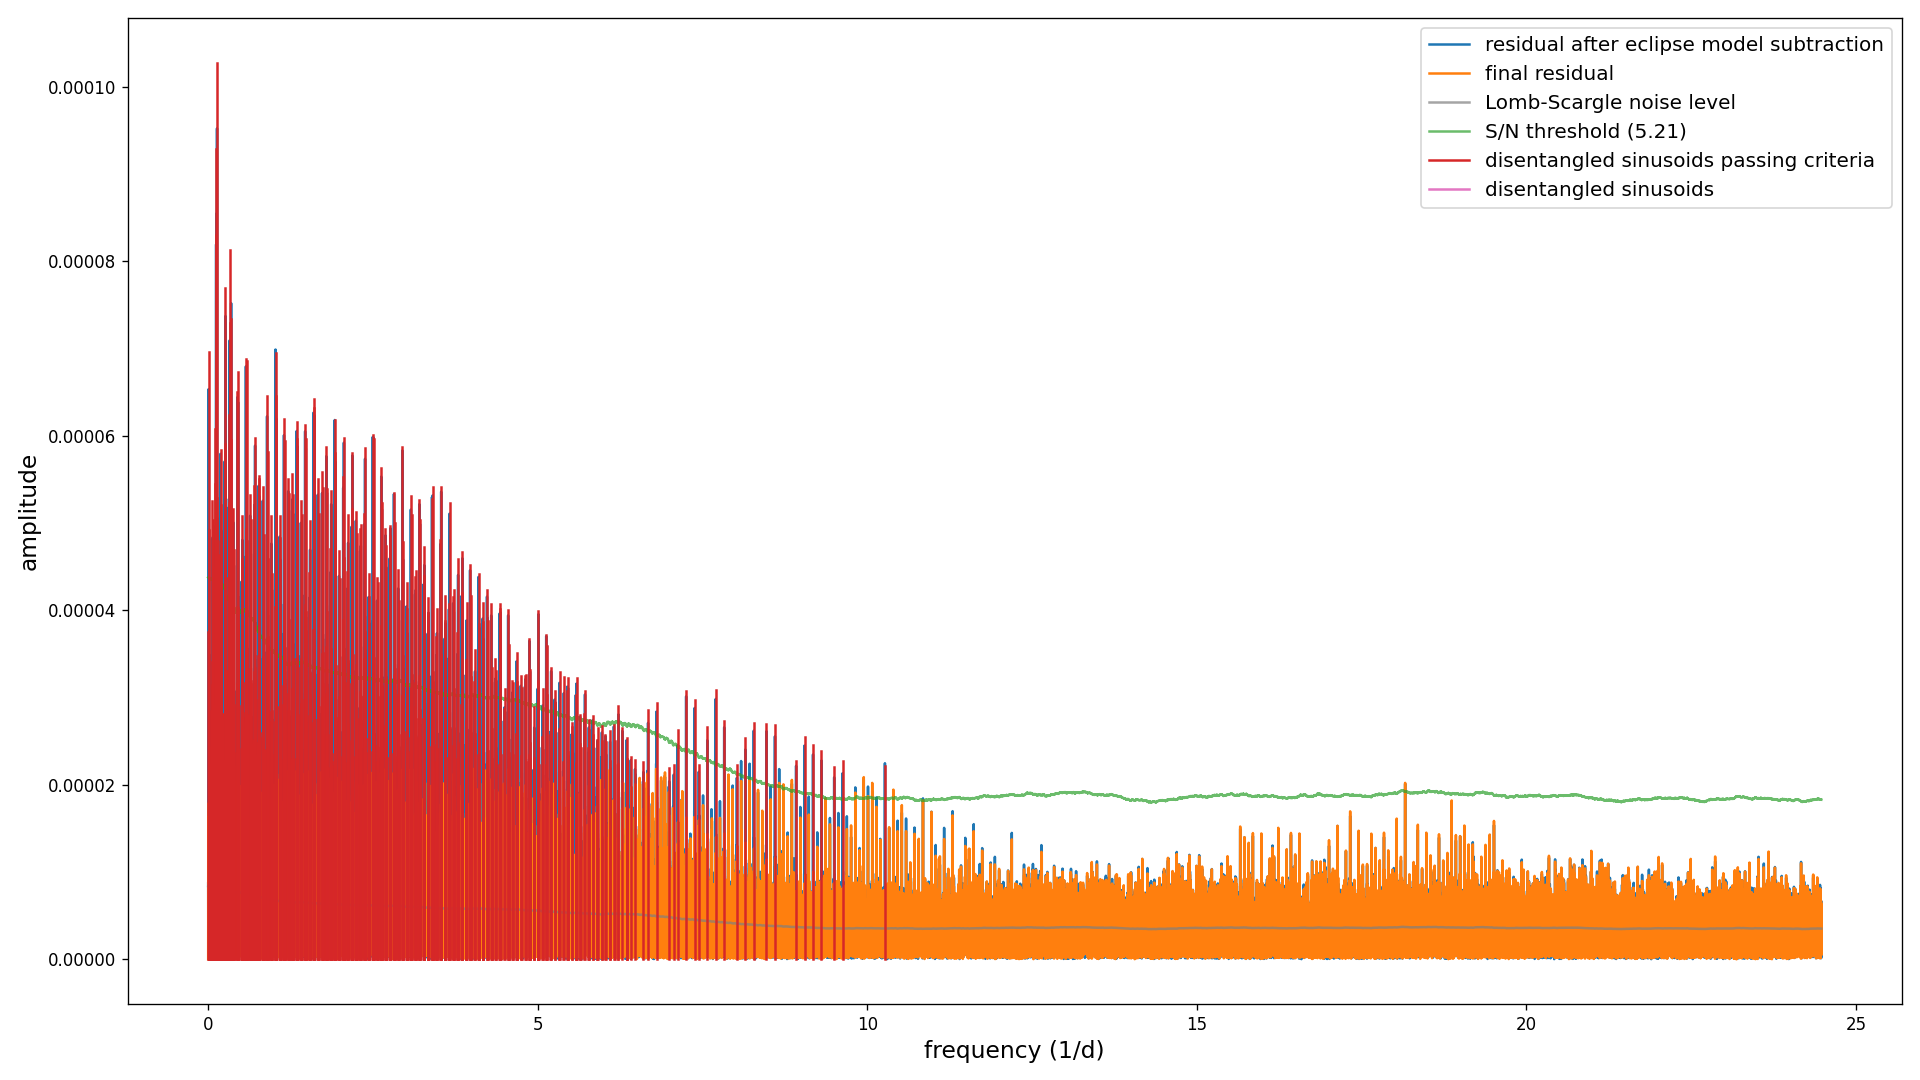 residual after eclipse model subtraction
final residual
Lomb-Scargle noise level
S/N threshold (5.21)
disentangled sinusoids passing criteria
disentangled sinusoids
0.00010
0.00008
0.00006
0.00004
0.00002
0.00000
amplitude
0 5 10 15 20 25
frequency (1/d)